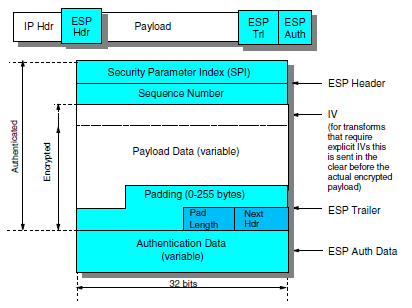 IP Hdr ESP Hdr Payload ESP Trl ESP Auth
Security Parameter Index (SPI)
Sequence Number
ESP Header
IV
(for transforms
that require
explicit IVs this
is sent in the
clear before the
actual encrypted
payload)
Authenticated
Encrypted
Payload Data (variable)
Padding (0-255 bytes)
Pad
Length
Next
Hdr
ESP Trailer
Authentication Data
(variable)
ESP Auth Data
32 bits